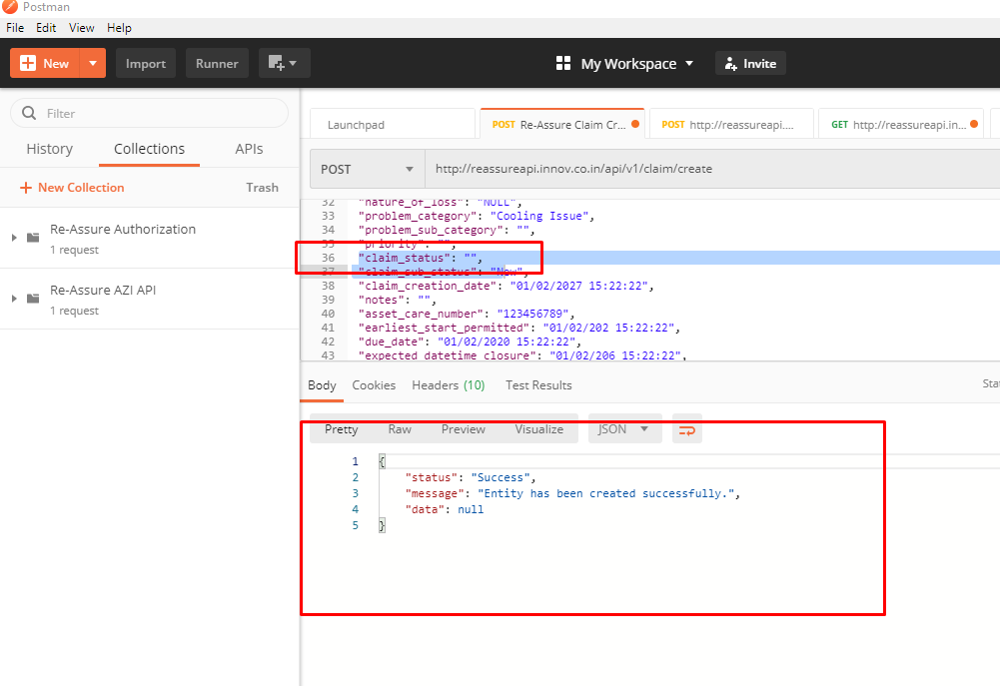 Postman
File Edit View Help
New Import Runner My Workspace Invite
Filter
History Collections APIs
New Collection Trash
Re-Assure Authorization
1 request
Re-Assure AZI API
1 request
Launchpad POST Re-Assure Claim Cr... POST http://reassureapi.... GET http://reassureapi.in...
POST http://reassureapi.innov.co.in/api/v1/claim/create
32 "nature_of_loss": "NULL",
33 "problem_category": "Cooling Issue",
34 "problem_sub_category": "",
35 "priority": "",
36 "claim_status": "",
37 "claim_sub_status": "New",
38 "claim_creation_date": "01/02/2027 15:22:22",
39 "notes": "",
40 "asset_care_number": "123456789",
41 "earliest_start_permitted": "01/02/202 15:22:22",
42 "due_date": "01/02/2020 15:22:22",
43 "expected_datetime_closure": "01/02/206 15:22:22",
Body Cookies Headers (10) Test Results Sta
Pretty Raw Preview Visualize JSON
1 {
2 "status": "Success",
3 "message": "Entity has been created successfully.",
4 "data": null
5 }